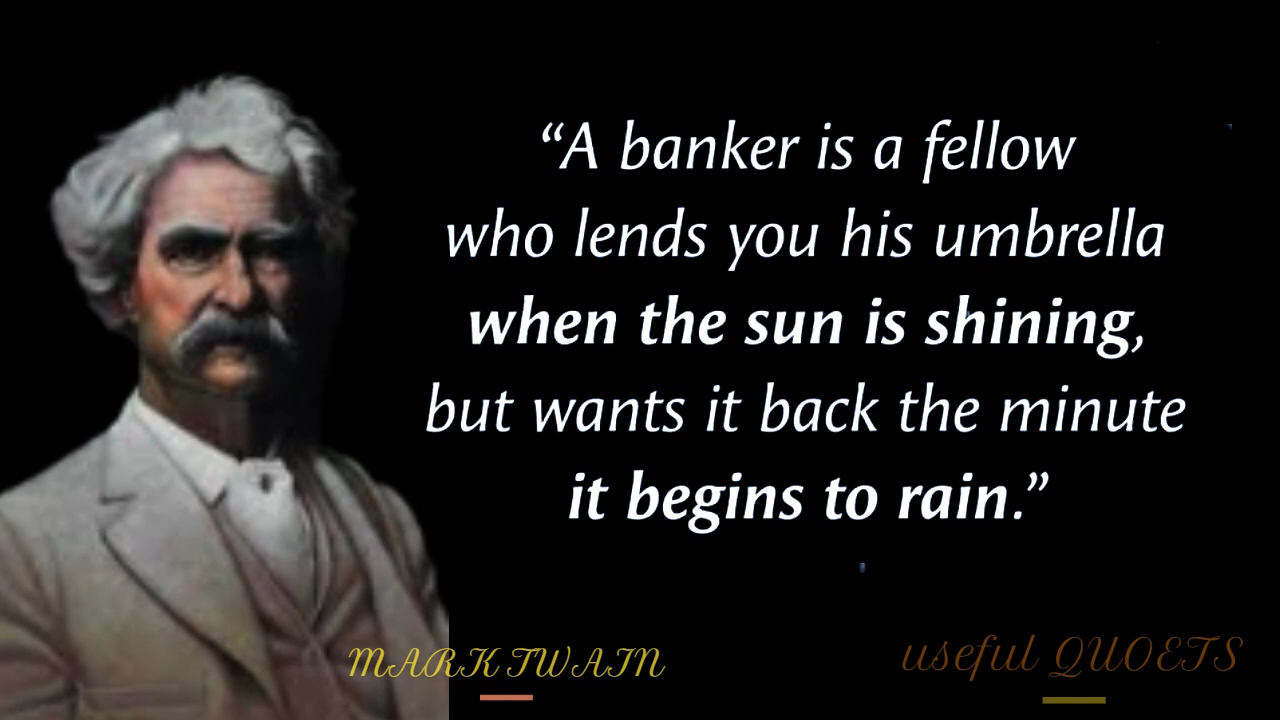 “A banker is a fellow
who lends you his umbrella
when the sun is shining,
but wants it back the minute
it begins to rain.”
MARK TWAIN
useful QUOETS